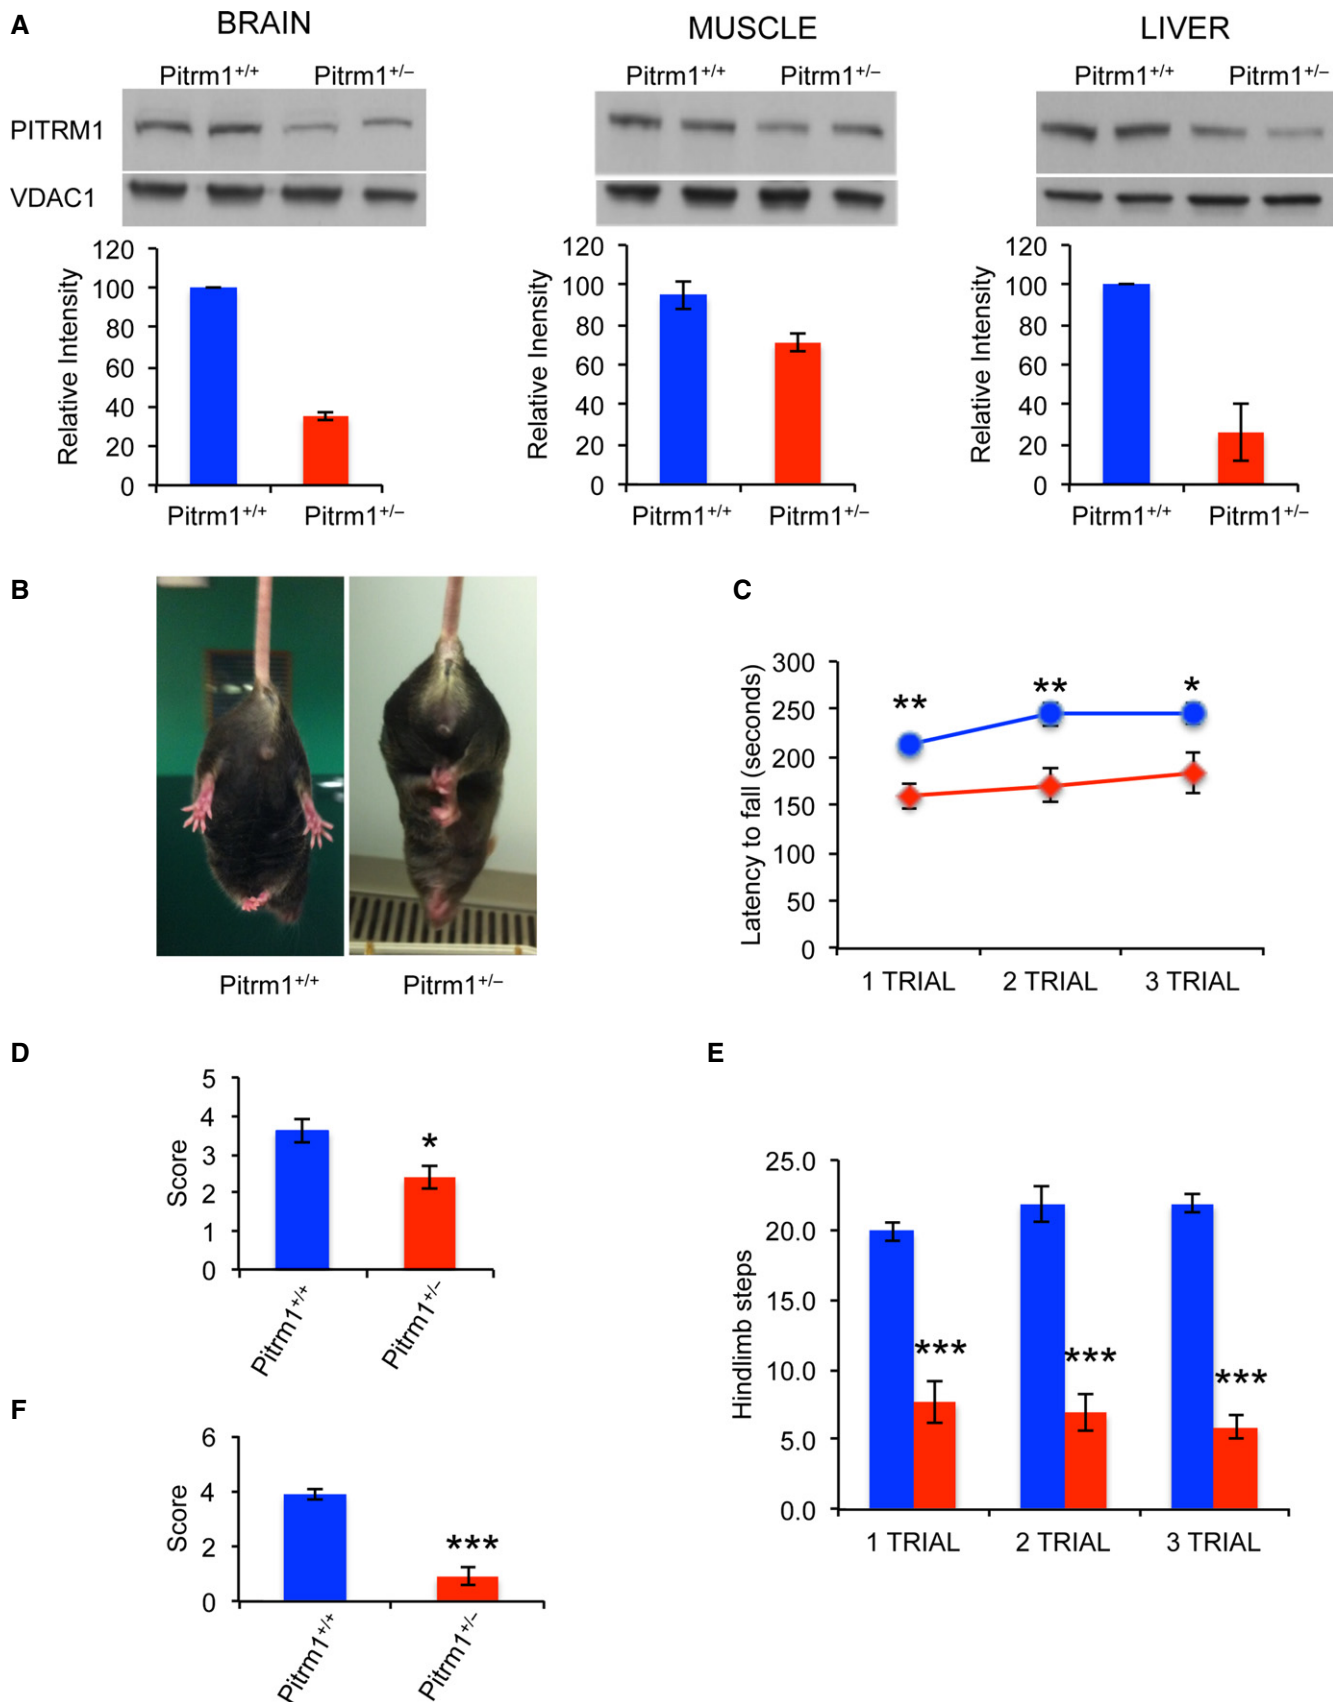 A
BRAIN
MUSCLE
LIVER
Pitrm1+/+ Pitrm1+/–
Pitrm1+/+ Pitrm1+/–
Pitrm1+/+ Pitrm1+/–
PITRM1
VDAC1
Relative Intensity
120
100
80
60
40
20
0
Pitrm1+/+ Pitrm1+/–
Relative Inensity
120
100
80
60
40
20
0
Pitrm1+/+ Pitrm1+/–
Relative Intensity
120
100
80
60
40
20
0
Pitrm1+/+ Pitrm1+/–
B
Pitrm1+/+ Pitrm1+/–
C
Latency to fall (seconds)
300
250
200
150
100
50
0
** ** *
1 TRIAL 2 TRIAL 3 TRIAL
D
Score
5
4
3
2
1
0
*
Pitrm1+/+ Pitrm1+/–
E
Hindlimb steps
25.0
20.0
15.0
10.0
5.0
0.0
*** *** ***
1 TRIAL 2 TRIAL 3 TRIAL
F
Score
6
4
2
0
***
Pitrm1+/+ Pitrm1+/–